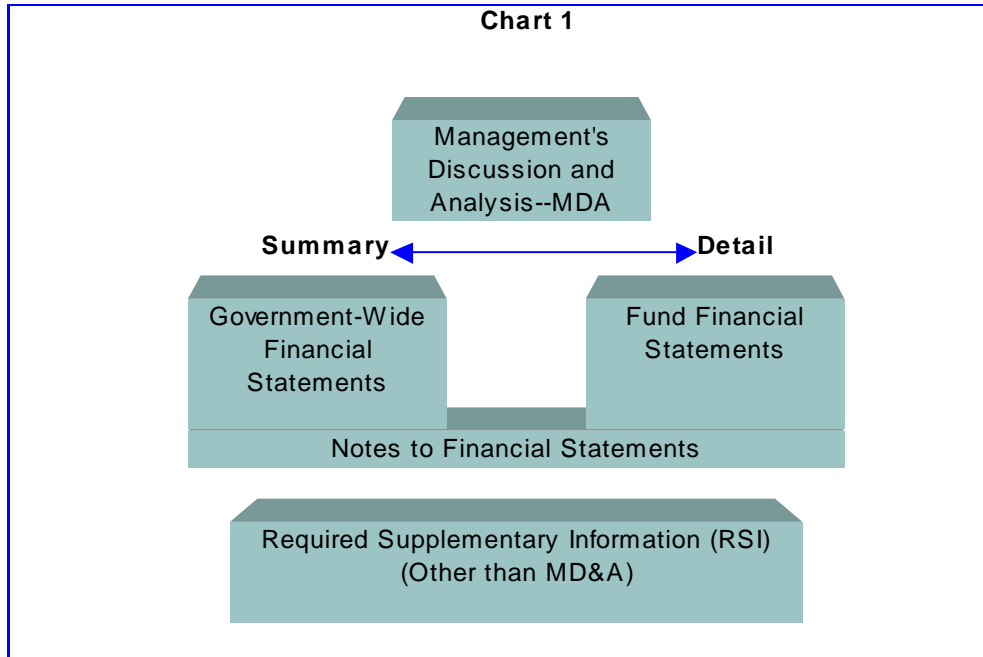 Chart 1
Management's
Discussion and
Analysis--MDA
Summary
Detail
Government-Wide
Financial
Statements
Fund Financial
Statements
Notes to Financial Statements
Required Supplementary Information (RSI)
(Other than MD&A)